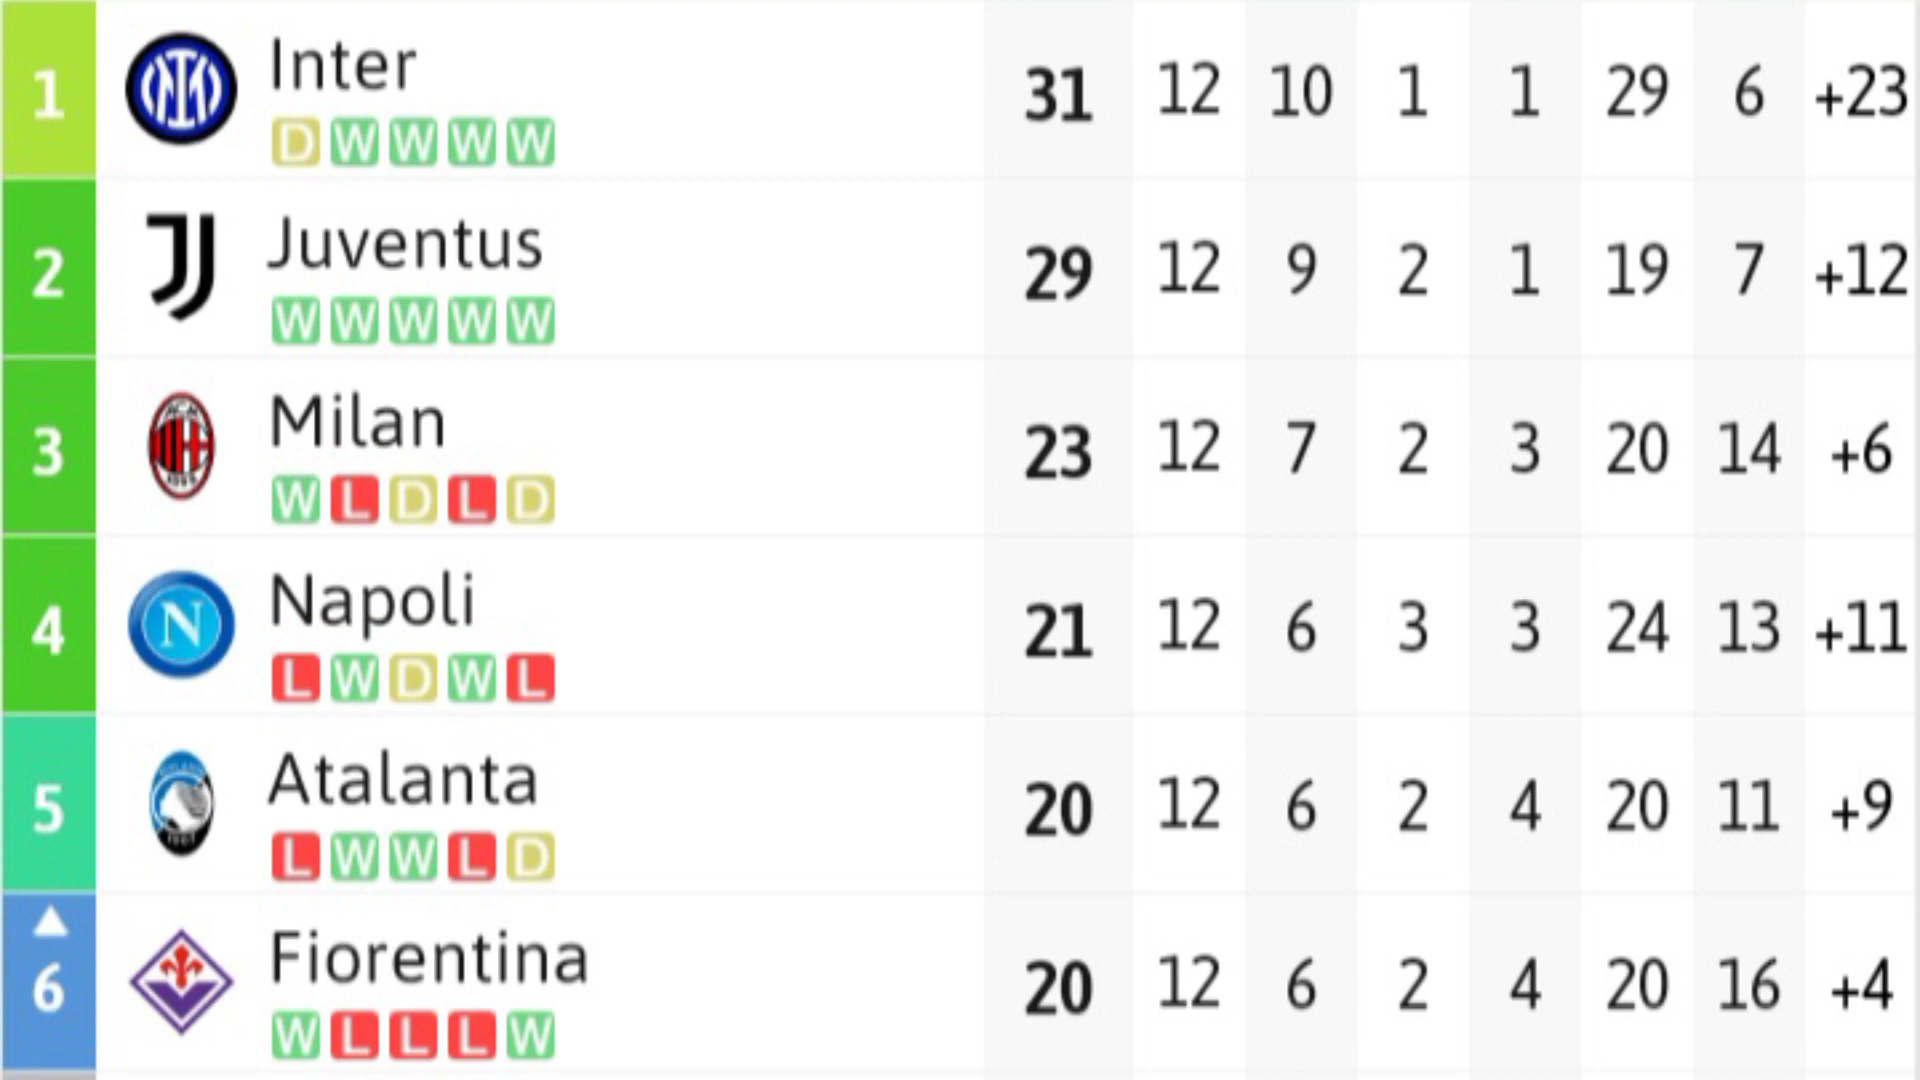 1 Inter 31 12 10 1 1 29 6 +23
D W W W W
2 Juventus 29 12 9 2 1 19 7 +12
W W W W W
3 Milan 23 12 7 2 3 20 14 +6
W L D L D
4 N Napoli 21 12 6 3 3 24 13 +11
L W D W L
5 Atalanta 20 12 6 2 4 20 11 +9
L W W L D
6 Fiorentina 20 12 6 2 4 20 16 +4
W L L L W